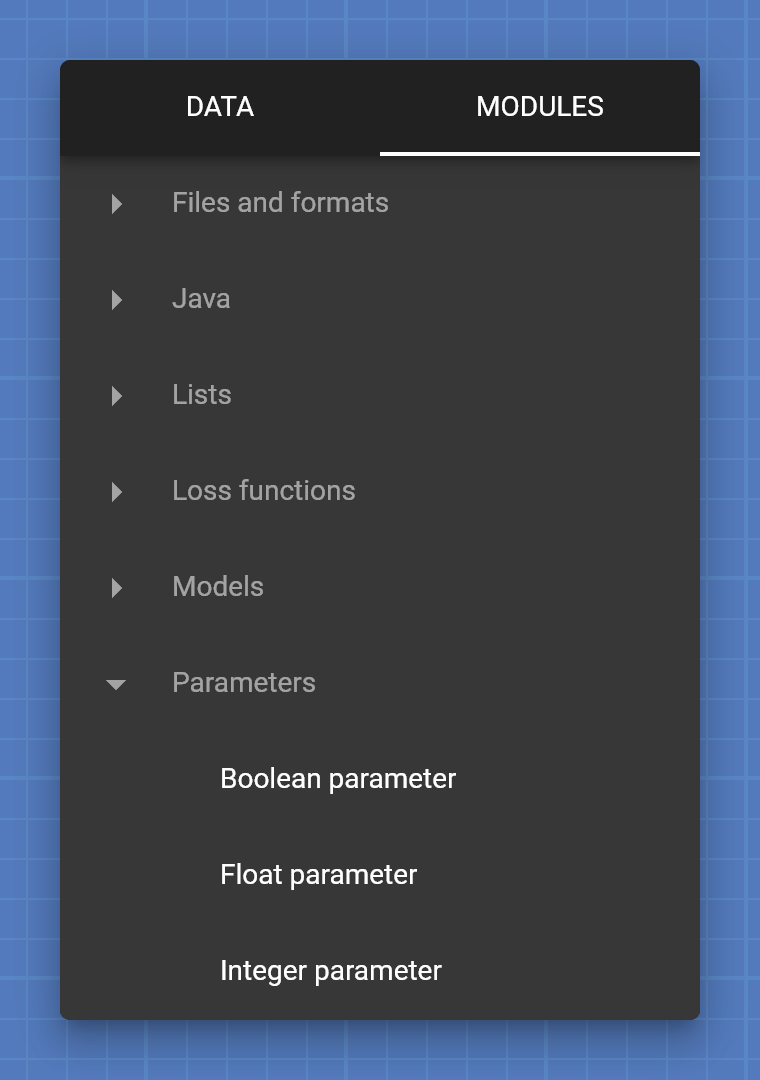 DATA MODULES
Files and formats
Java
Lists
Loss functions
Models
Parameters
Boolean parameter
Float parameter
Integer parameter